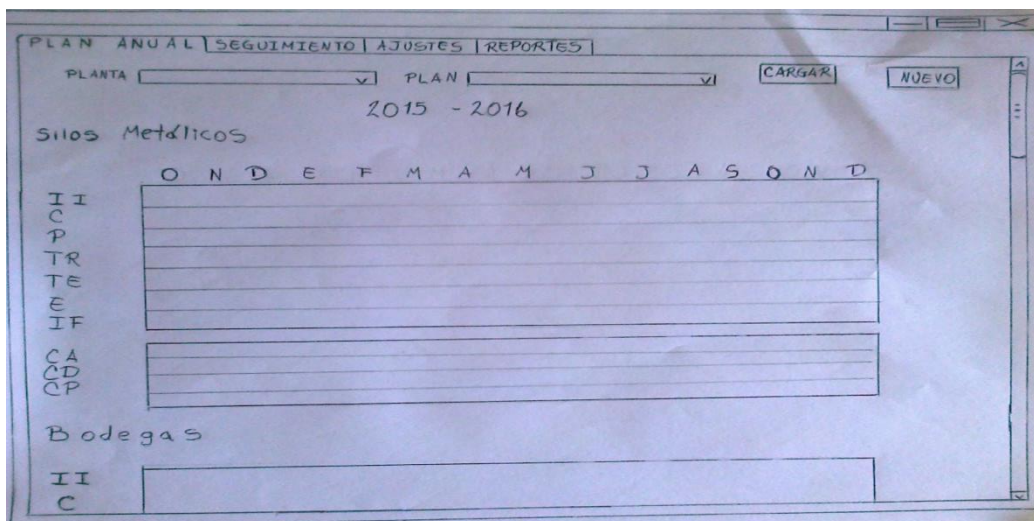 PLAN ANUAL SEGUIMIENTO AJUSTES REPORTES
PLANTA PLAN CARGAR NUEVO
2015 - 2016
Silos Metálicos
O N D E F M A M J J A S O N D
II
C
P
TR
TE
E
IF
CA
CD
CP
Bodegas
II
C